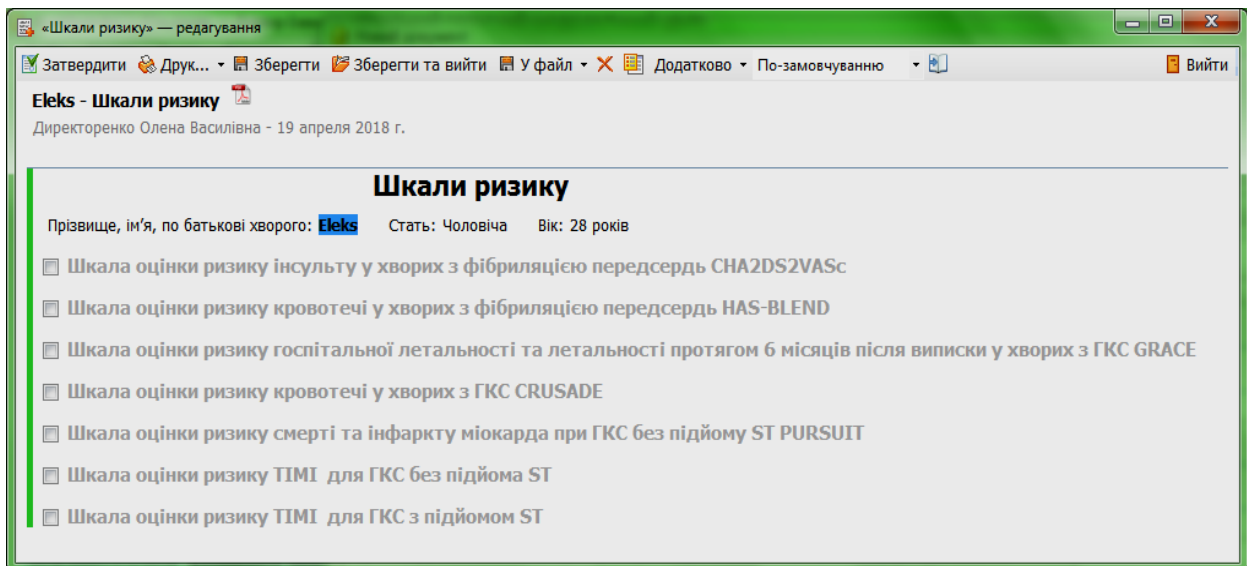 «Шкали ризику» — редагування
Затвердити Друк... Зберегти Зберегти та вийти У файл Додатково По-замовчуванню Вийти
Eleks - Шкали ризику
Директоренко Олена Василівна - 19 апреля 2018 г.
Шкали ризику
Прізвище, ім'я, по батькові хворого: Eleks Стать: Чоловіча Вік: 28 років
Шкала оцінки ризику інсульту у хворих з фібриляцією передсердь CHA2DS2VASc
Шкала оцінки ризику кровотечі у хворих з фібриляцією передсердь HAS-BLEND
Шкала оцінки ризику госпітальної летальності та летальності протягом 6 місяців після виписки у хворих з ГКС GRACE
Шкала оцінки ризику кровотечі у хворих з ГКС CRUSADE
Шкала оцінки ризику смерті та інфаркту міокарда при ГКС без підйому ST PURSUIT
Шкала оцінки ризику ТІМІ для ГКС без підйома ST
Шкала оцінки ризику ТІМІ для ГКС з підйомом ST